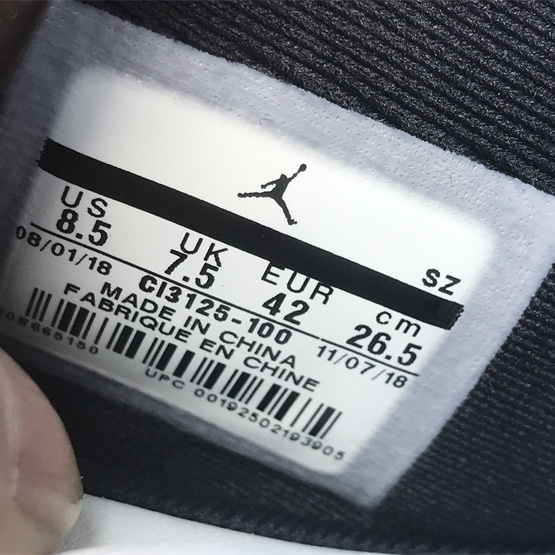 SZ
US UK EUR cm
8.5 7.5 42 26.5
08/01/18 CI3125-100 11/07/18
MADE IN CHINA
FABRIQUE EN CHINE
UPC 00192502193905